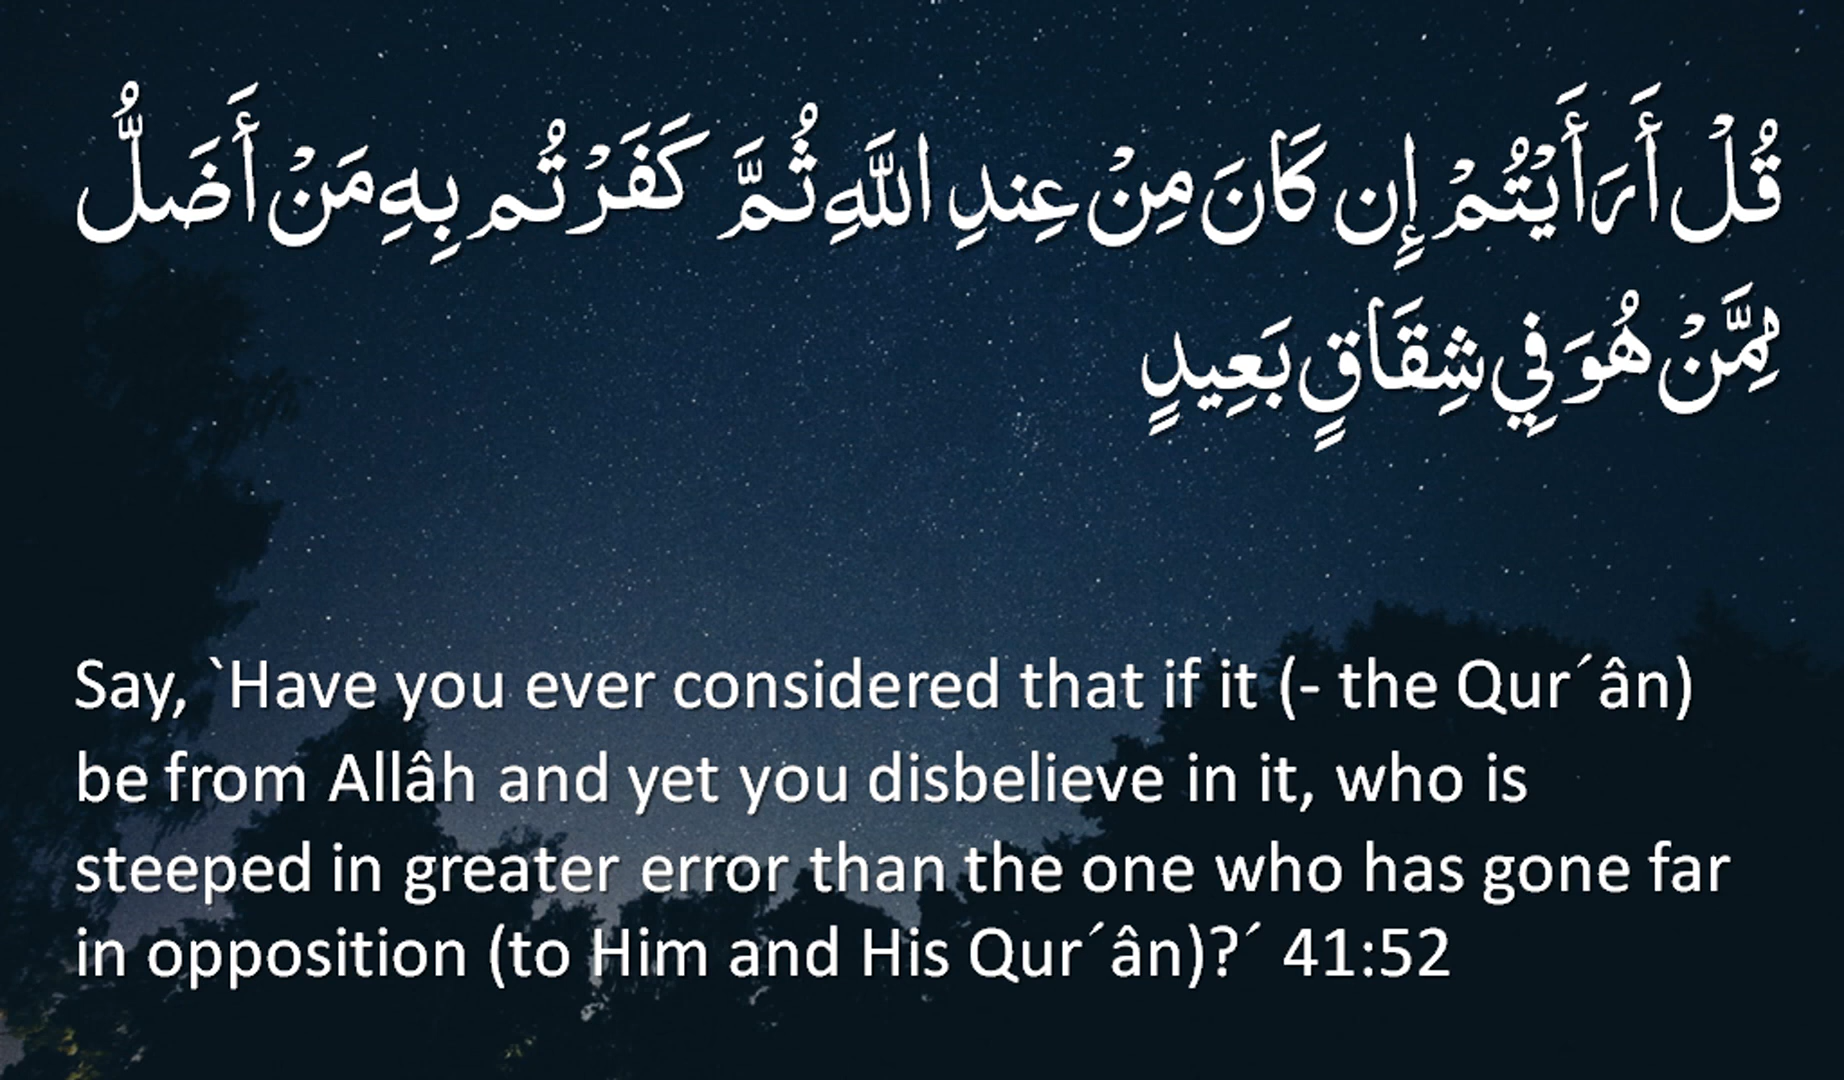 قُلْ أَرَأَيْتُمْ إِن كَانَ مِنْ عِندِ اللَّهِ ثُمَّ كَفَرْتُم بِهِ مَنْ أَضَلُّ
مِمَّنْ هُوَ فِي شِقَاقٍ بَعِيدٍ
Say, `Have you ever considered that if it (- the Qur´ân)
be from Allâh and yet you disbelieve in it, who is
steeped in greater error than the one who has gone far
in opposition (to Him and His Qur´ân)?´ 41:52